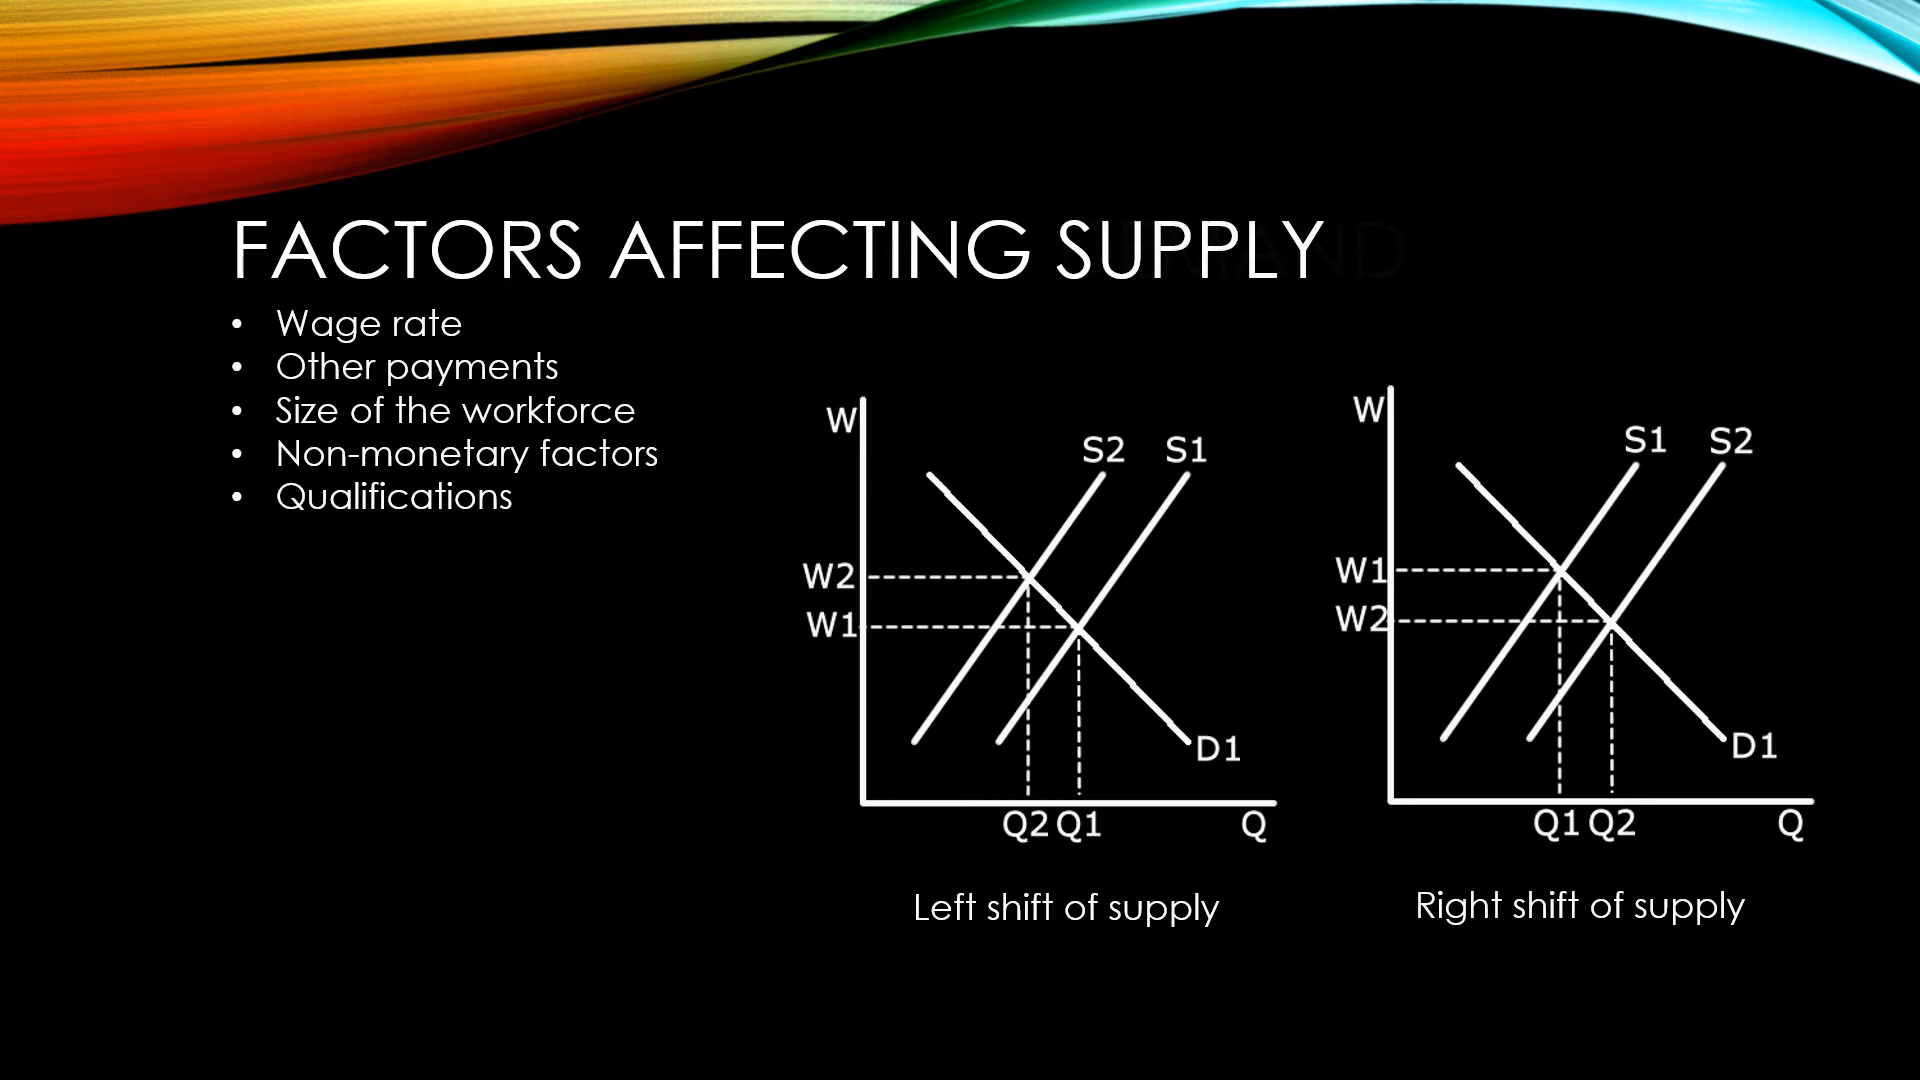 FACTORS AFFECTING SUPPLY
• Wage rate
• Other payments
• Size of the workforce
• Non-monetary factors
• Qualifications
W
S2 S1
W2
W1
D1
Q2 Q1 Q
Left shift of supply
W
S1 S2
W1
W2
D1
Q1 Q2 Q
Right shift of supply